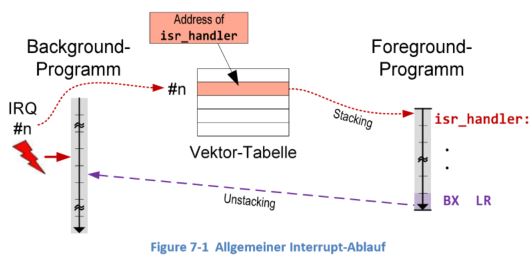 Address of
isr_handler
Background-
Programm
Foreground-
Programm
IRQ
#n
#n
Vektor-Tabelle
Stacking
isr_handler:
.
.
BX LR
Unstacking
Figure 7-1 Allgemeiner Interrupt-Ablauf